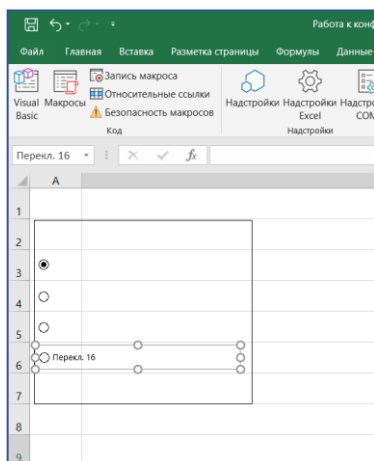 Работа к конф
Файл Главная Вставка Разметка страницы Формулы Данные
Запись макроса
Относительные ссылки
Безопасность макросов
Visual Basic
Макросы
Код
Надстройки
Надстройки Excel
Надстро COM
Надстройки
Перекл. 16 fx
A
1
2
3
4
5
6 Перекл. 16
7
8
9